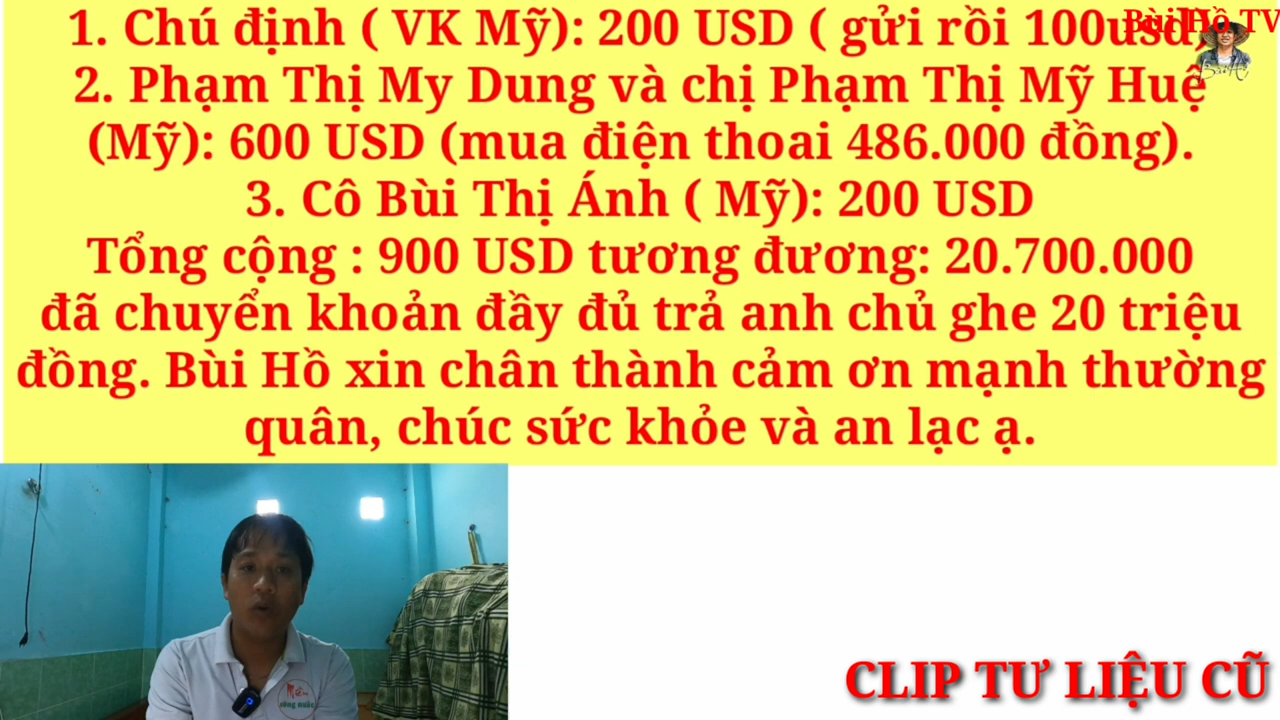 1. Chú định ( VK Mỹ): 200 USD ( gửi rồi 100usd)
Bùi Hồ TV
2. Phạm Thị My Dung và chị Phạm Thị Mỹ Huệ
(Mỹ): 600 USD (mua điện thoai 486.000 đồng).
3. Cô Bùi Thị Ánh ( Mỹ): 200 USD
Tổng cộng : 900 USD tương đương: 20.700.000
đã chuyển khoản đầy đủ trả anh chủ ghe 20 triệu
đồng. Bùi Hồ xin chân thành cảm ơn mạnh thường
quân, chúc sức khỏe và an lạc ạ.
sông nước
CLIP TƯ LIỆU CŨ